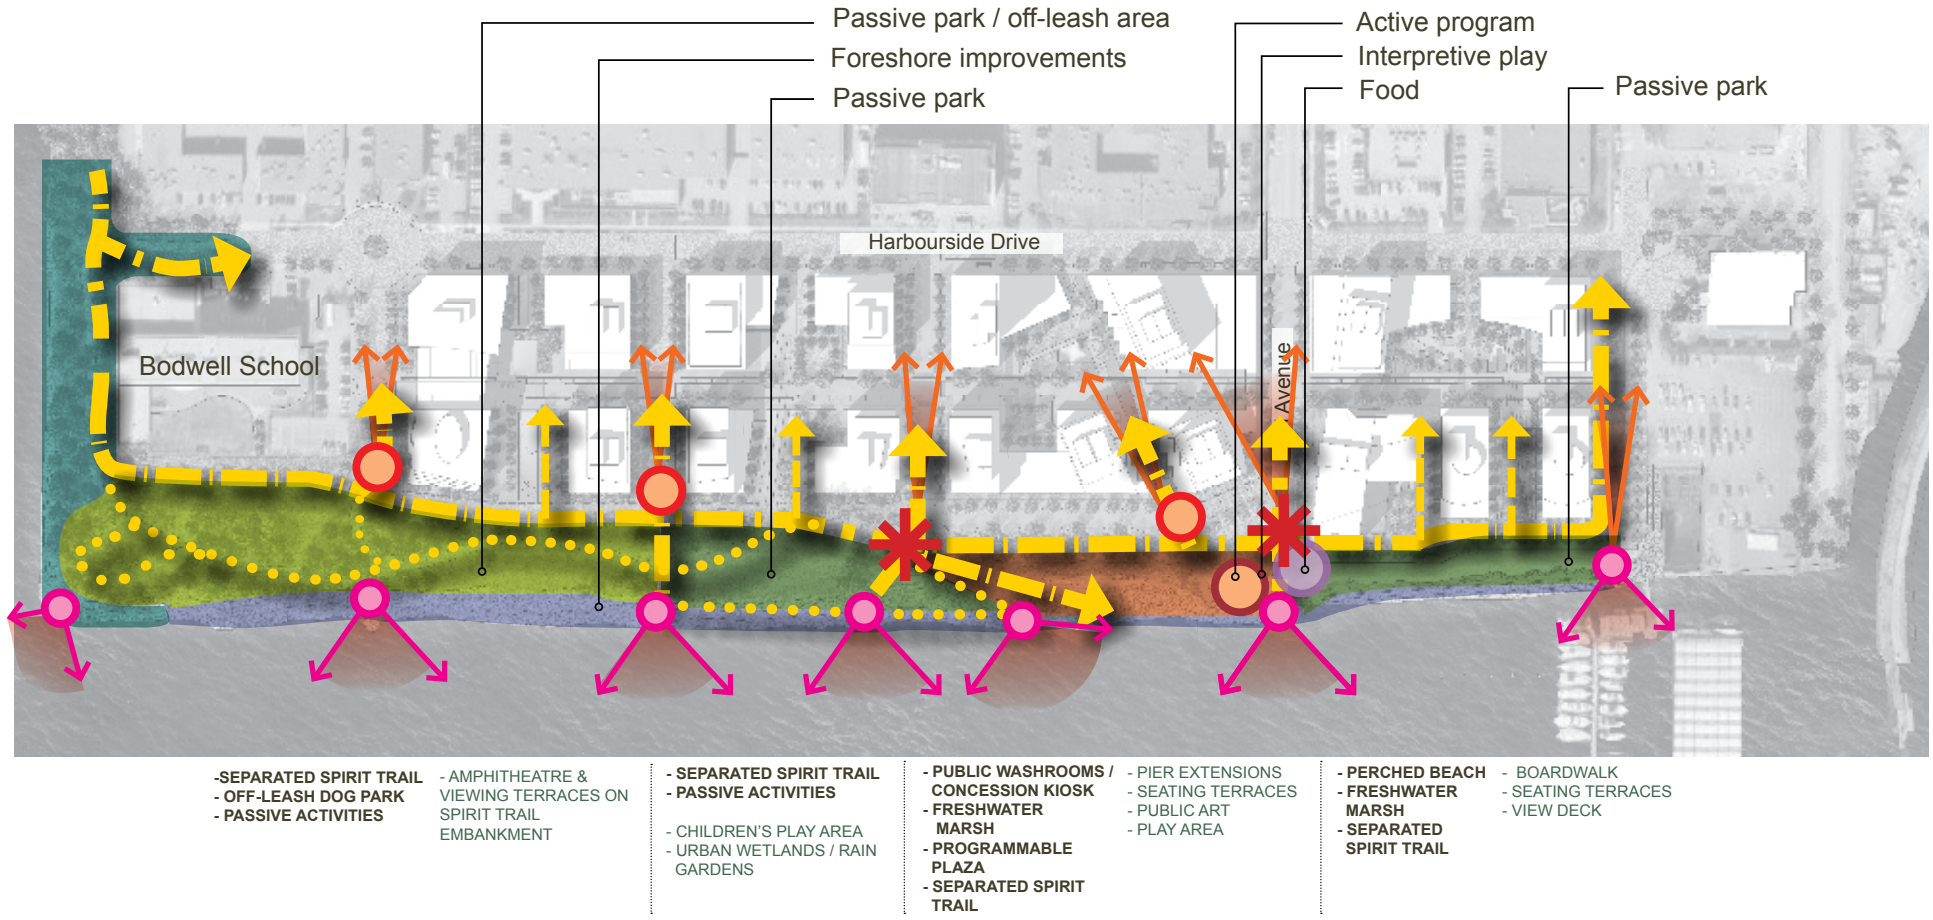 Passive park / off-leash area
Foreshore improvements
Passive park
Active program
Interpretive play
Food
Passive park
Harbourside Drive
Bodwell School
Avenue
-SEPARATED SPIRIT TRAIL
- OFF-LEASH DOG PARK
- PASSIVE ACTIVITIES
- AMPHITHEATRE &
VIEWING TERRACES ON
SPIRIT TRAIL
EMBANKMENT
- SEPARATED SPIRIT TRAIL
- PASSIVE ACTIVITIES
- CHILDREN'S PLAY AREA
- URBAN WETLANDS / RAIN
GARDENS
- PUBLIC WASHROOMS /
CONCESSION KIOSK
- FRESHWATER
MARSH
- PROGRAMMABLE
PLAZA
- SEPARATED SPIRIT
TRAIL
- PIER EXTENSIONS
- SEATING TERRACES
- PUBLIC ART
- PLAY AREA
- PERCHED BEACH
- FRESHWATER
MARSH
- SEPARATED
SPIRIT TRAIL
- BOARDWALK
- SEATING TERRACES
- VIEW DECK